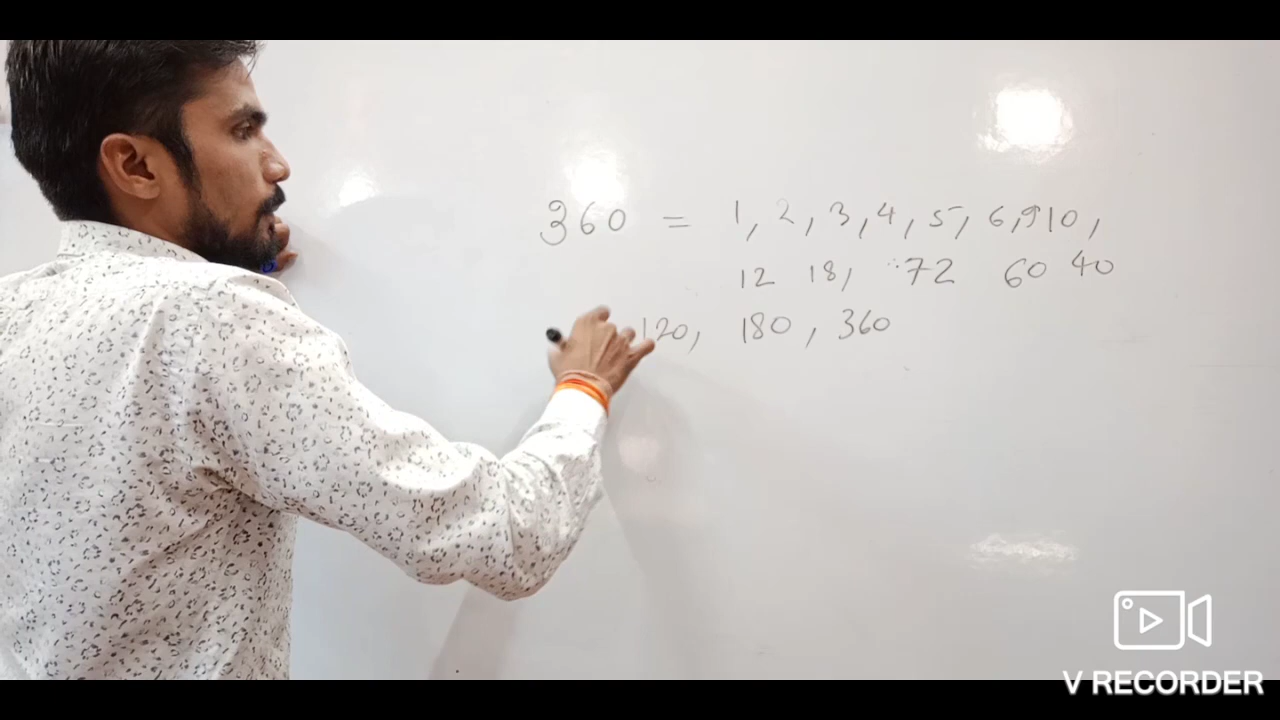 360 = 1, 2, 3, 4, 5, 6, 9 10,
12 18, 72 60 40
120, 180, 360
V RECORDER